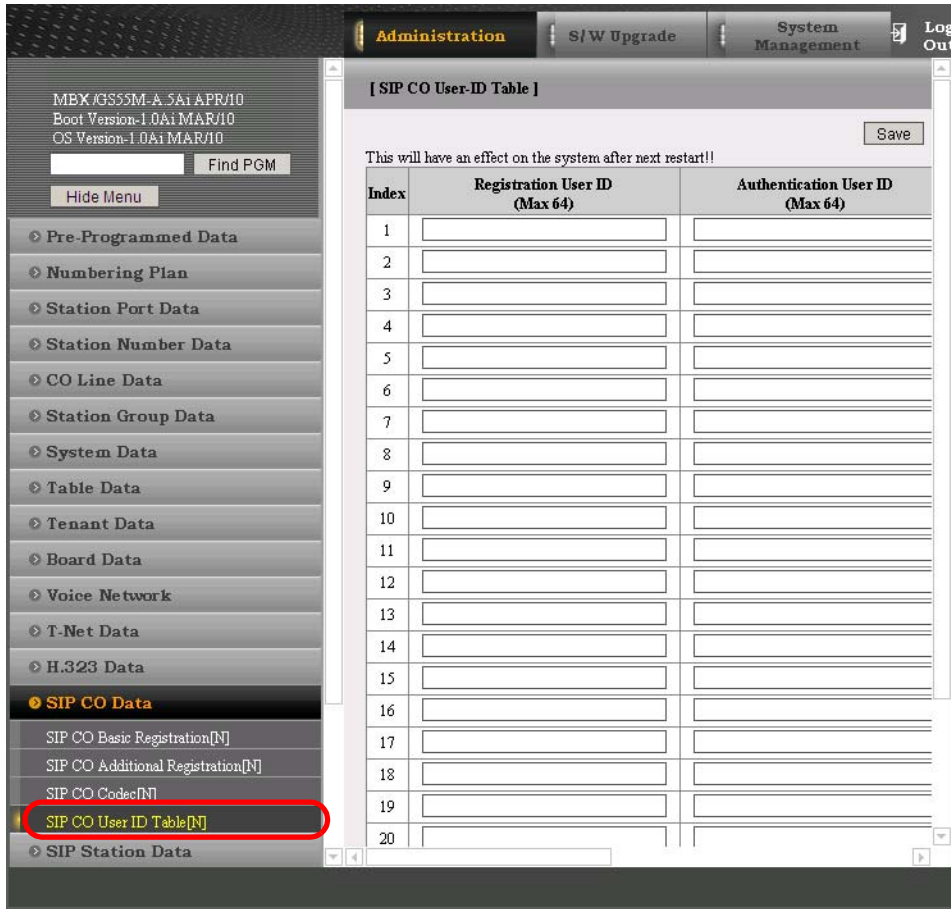 Administration
S/W Upgrade
System
Management
Log
Out
MBX /GS55M-A.5Ai APR/10
Boot Version-1.0Ai MAR/10
OS Version-1.0Ai MAR/10
Find PGM
Hide Menu
Pre-Programmed Data
Numbering Plan
Station Port Data
Station Number Data
CO Line Data
Station Group Data
System Data
Table Data
Tenant Data
Board Data
Voice Network
T-Net Data
H.323 Data
SIP CO Data
SIP CO Basic Registration[N]
SIP CO Additional Registration[N]
SIP CO Codec[N]
SIP CO User ID Table[N]
SIP Station Data
[ SIP CO User-ID Table ]
Save
This will have an effect on the system after next restart!!
Index
Registration User ID
(Max 64)
Authentication User ID
(Max 64)
1
2
3
4
5
6
7
8
9
10
11
12
13
14
15
16
17
18
19
20